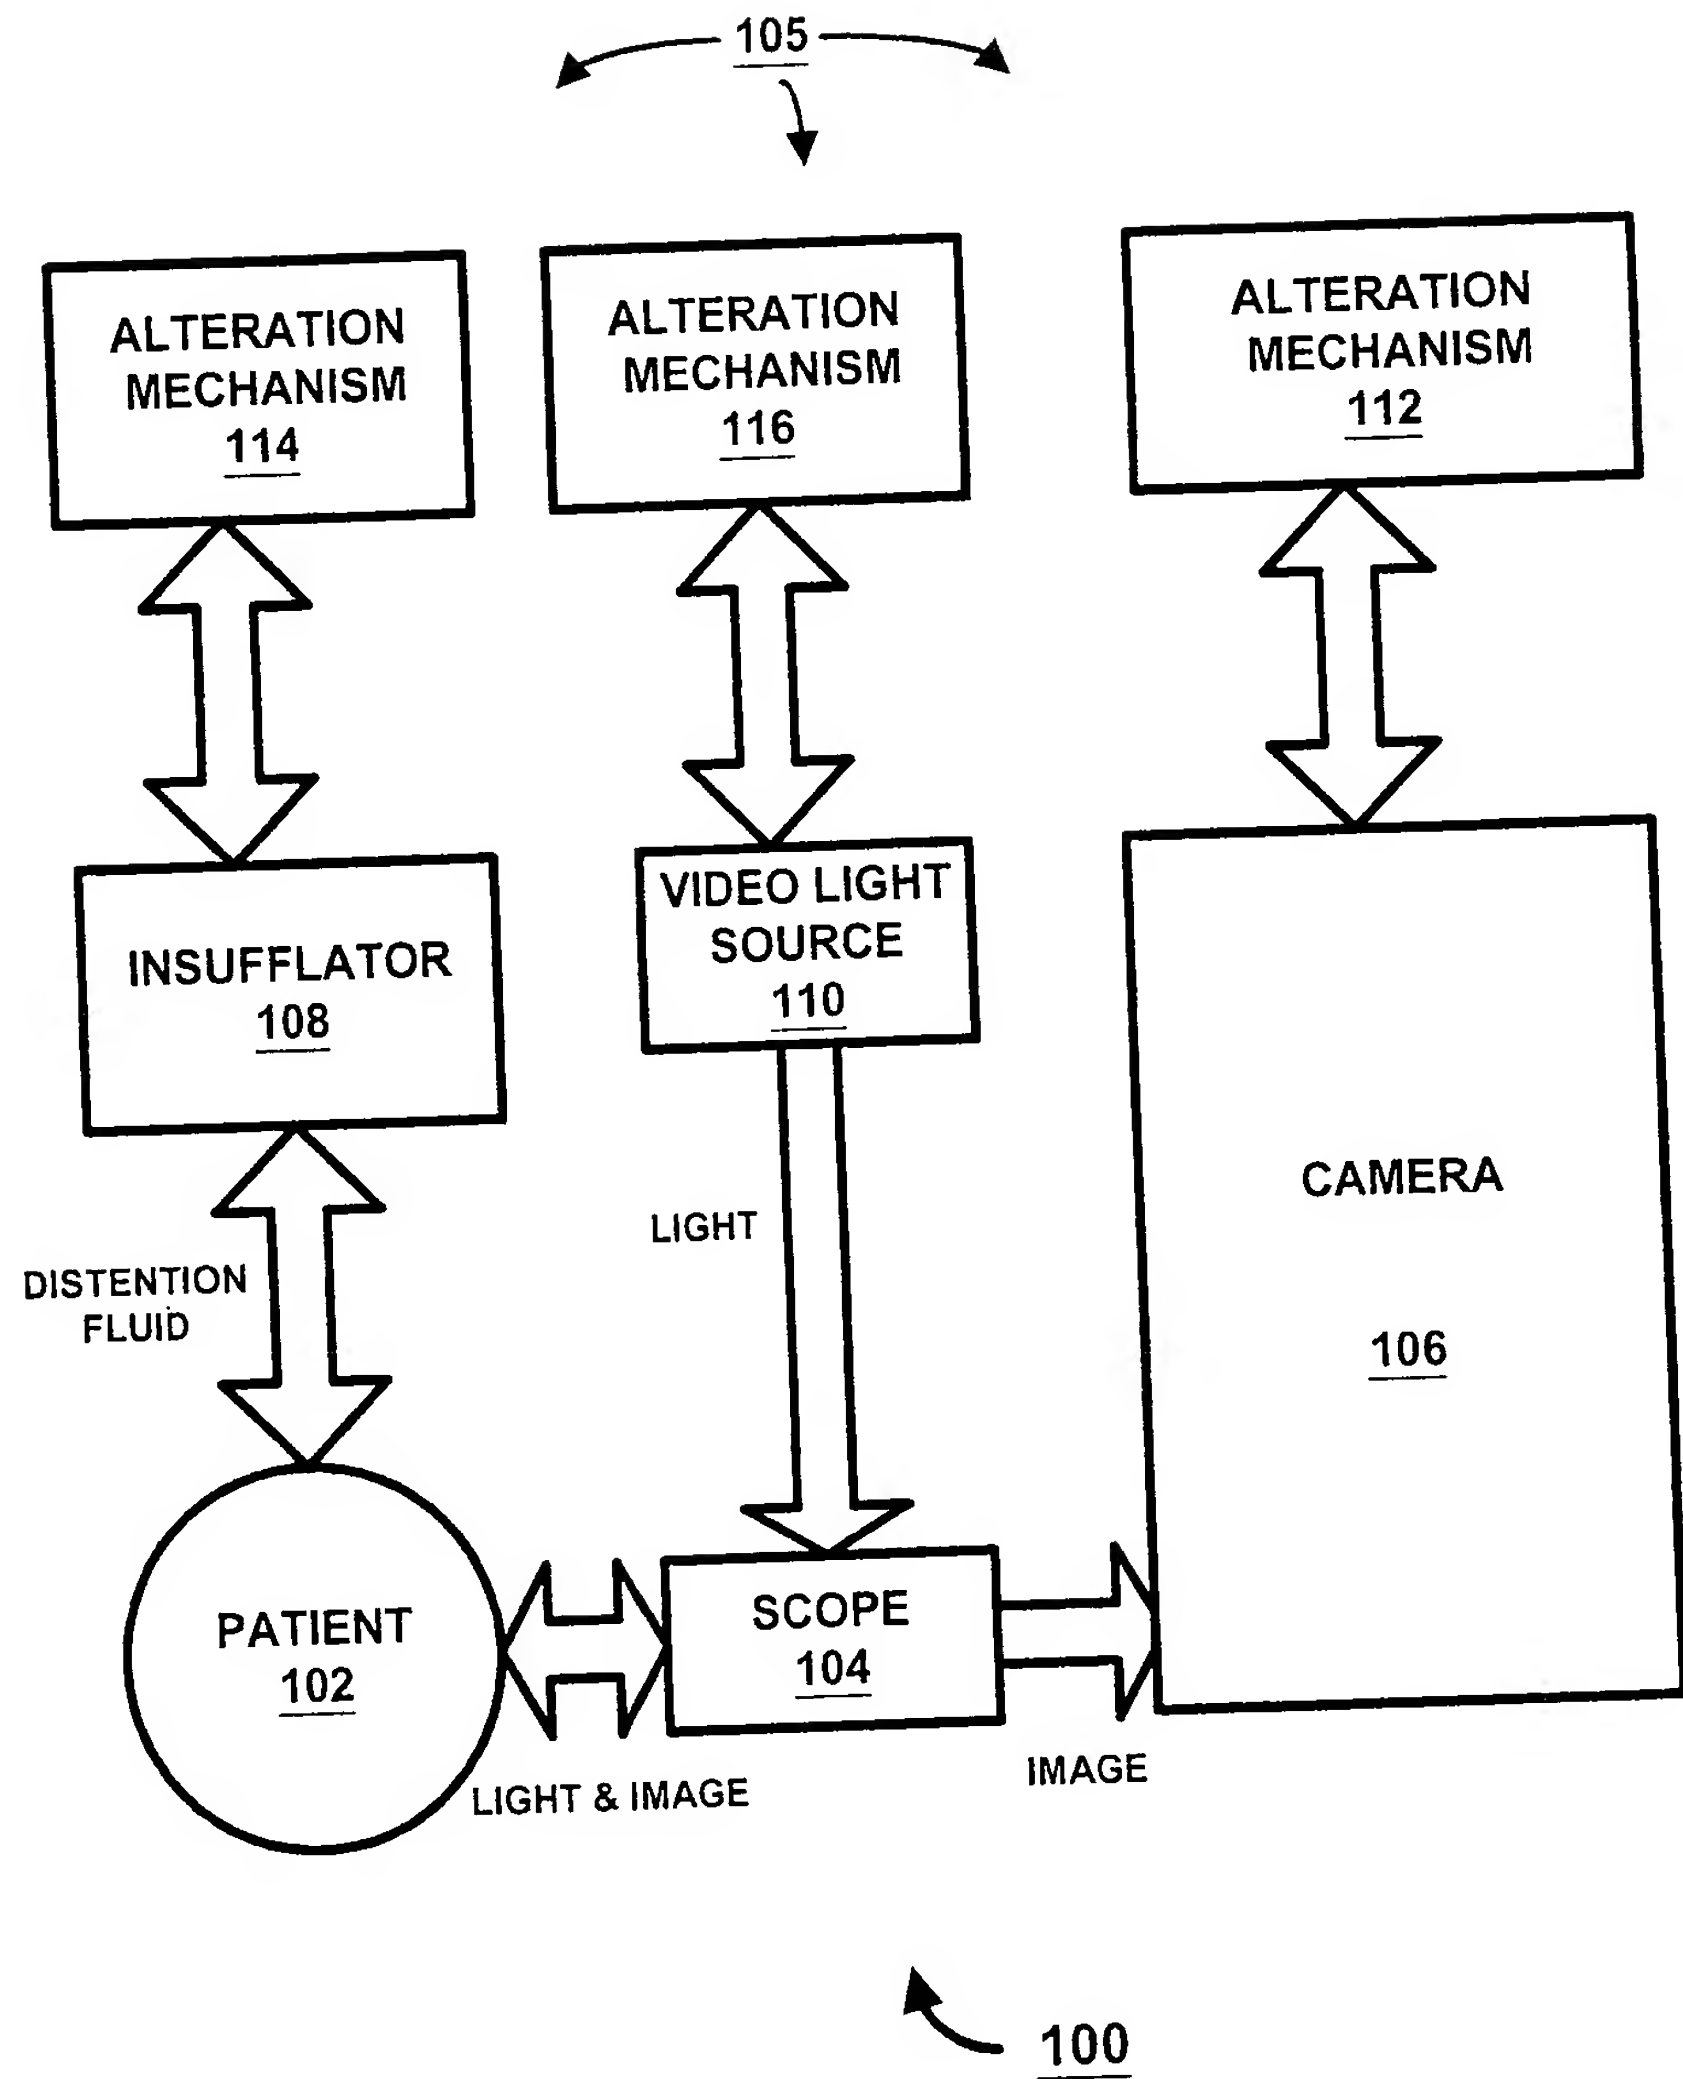 105
ALTERATION
MECHANISM
114
ALTERATION
MECHANISM
116
ALTERATION
MECHANISM
112
INSUFFLATOR
108
VIDEO LIGHT
SOURCE
110
CAMERA
106
LIGHT
DISTENTION
FLUID
PATIENT
102
SCOPE
104
LIGHT & IMAGE
IMAGE
100